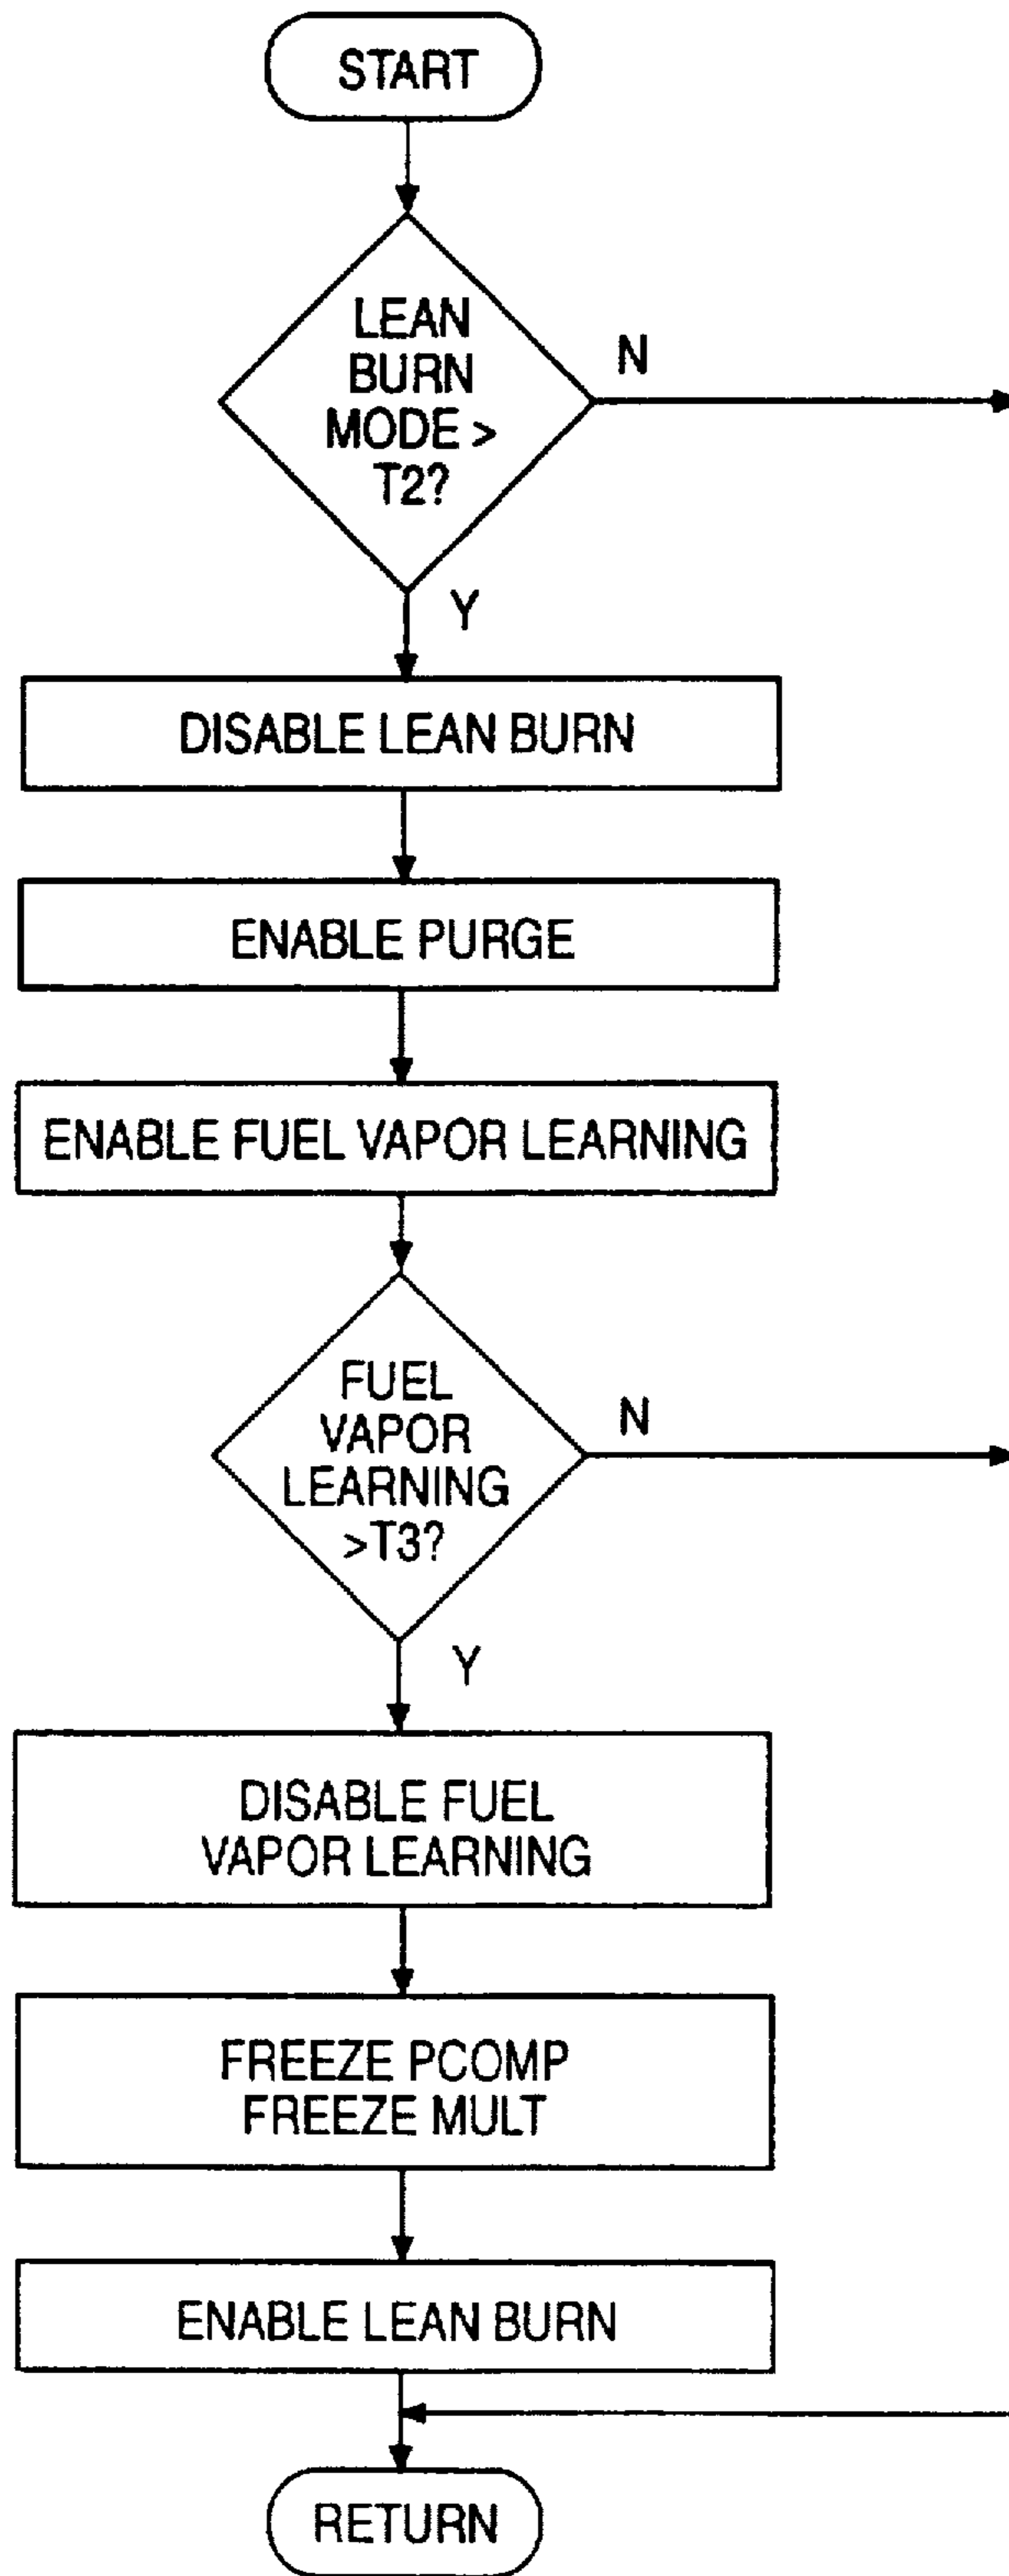 START
LEAN
BURN
MODE >
T2?
N
Y
DISABLE LEAN BURN
ENABLE PURGE
ENABLE FUEL VAPOR LEARNING
FUEL
VAPOR
LEARNING
>T3?
N
Y
DISABLE FUEL
VAPOR LEARNING
FREEZE PCOMP
FREEZE MULT
ENABLE LEAN BURN
RETURN